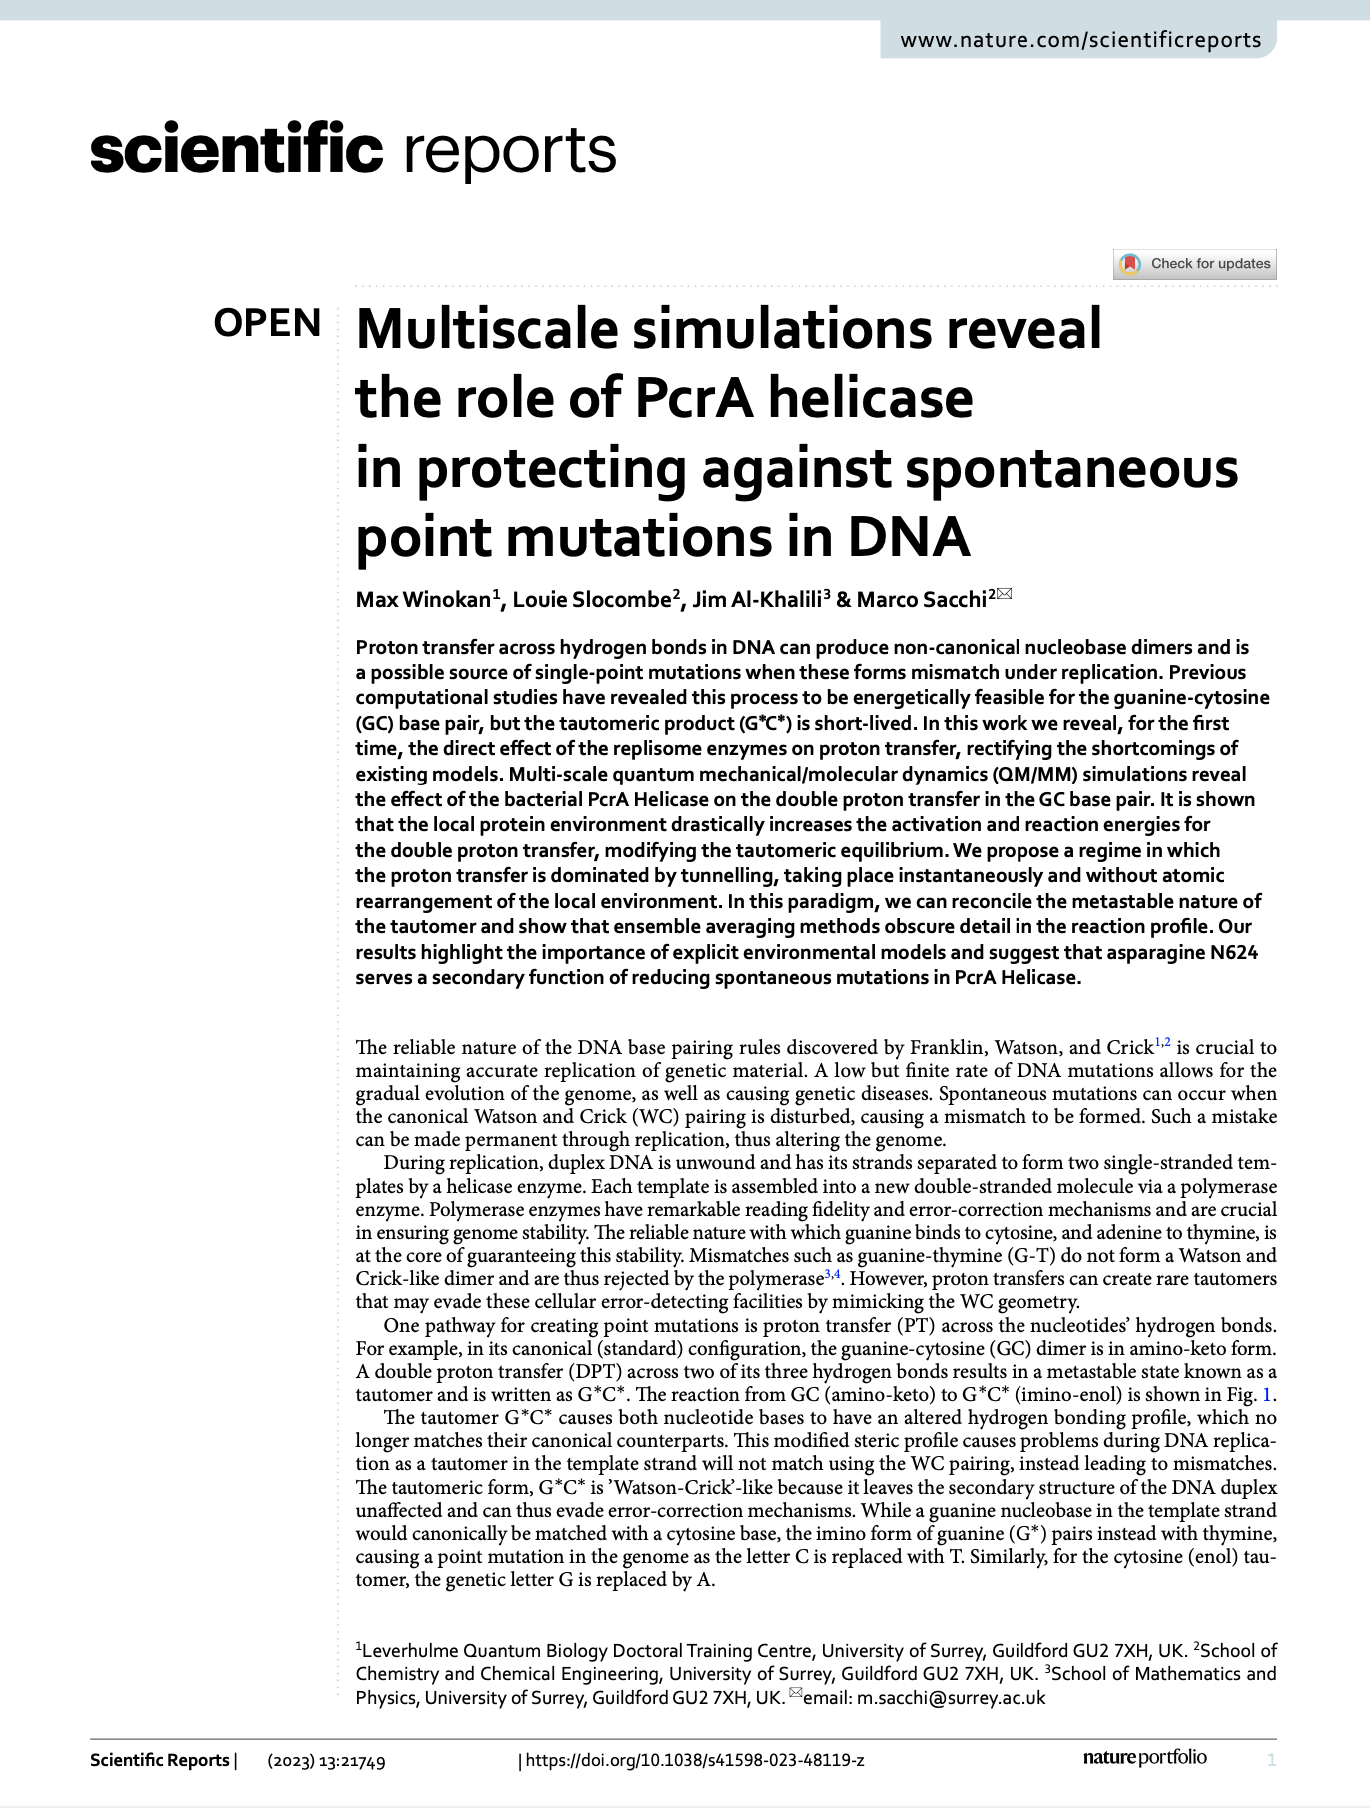 www.nature.com/scientificreports
scientific reports
Check for updates
OPEN
Multiscale simulations reveal
the role of PcrA helicase
in protecting against spontaneous
point mutations in DNA
Max Winokan1, Louie Slocombe2, Jim Al‑Khalili3 & Marco Sacchi2✉
Proton transfer across hydrogen bonds in DNA can produce non-canonical nucleobase dimers and is
a possible source of single-point mutations when these forms mismatch under replication. Previous
computational studies have revealed this process to be energetically feasible for the guanine-cytosine
(GC) base pair, but the tautomeric product (G*C*) is short-lived. In this work we reveal, for the first
time, the direct effect of the replisome enzymes on proton transfer, rectifying the shortcomings of
existing models. Multi-scale quantum mechanical/molecular dynamics (QM/MM) simulations reveal
the effect of the bacterial PcrA Helicase on the double proton transfer in the GC base pair. It is shown
that the local protein environment drastically increases the activation and reaction energies for
the double proton transfer, modifying the tautomeric equilibrium. We propose a regime in which
the proton transfer is dominated by tunnelling, taking place instantaneously and without atomic
rearrangement of the local environment. In this paradigm, we can reconcile the metastable nature of
the tautomer and show that ensemble averaging methods obscure detail in the reaction profile. Our
results highlight the importance of explicit environmental models and suggest that asparagine N624
serves a secondary function of reducing spontaneous mutations in PcrA Helicase.
The reliable nature of the DNA base pairing rules discovered by Franklin, Watson, and Crick1,2 is crucial to
maintaining accurate replication of genetic material. A low but finite rate of DNA mutations allows for the
gradual evolution of the genome, as well as causing genetic diseases. Spontaneous mutations can occur when
the canonical Watson and Crick (WC) pairing is disturbed, causing a mismatch to be formed. Such a mistake
can be made permanent through replication, thus altering the genome.
During replication, duplex DNA is unwound and has its strands separated to form two single-stranded tem-
plates by a helicase enzyme. Each template is assembled into a new double-stranded molecule via a polymerase
enzyme. Polymerase enzymes have remarkable reading fidelity and error-correction mechanisms and are crucial
in ensuring genome stability. The reliable nature with which guanine binds to cytosine, and adenine to thymine, is
at the core of guaranteeing this stability. Mismatches such as guanine-thymine (G-T) do not form a Watson and
Crick-like dimer and are thus rejected by the polymerase3,4. However, proton transfers can create rare tautomers
that may evade these cellular error-detecting facilities by mimicking the WC geometry.
One pathway for creating point mutations is proton transfer (PT) across the nucleotides' hydrogen bonds.
For example, in its canonical (standard) configuration, the guanine-cytosine (GC) dimer is in amino-keto form.
A double proton transfer (DPT) across two of its three hydrogen bonds results in a metastable state known as a
tautomer and is written as G*C*. The reaction from GC (amino-keto) to G*C* (imino-enol) is shown in Fig. 1.
The tautomer G*C* causes both nucleotide bases to have an altered hydrogen bonding profile, which no
longer matches their canonical counterparts. This modified steric profile causes problems during DNA replica-
tion as a tautomer in the template strand will not match using the WC pairing, instead leading to mismatches.
The tautomeric form, G*C* is 'Watson-Crick'-like because it leaves the secondary structure of the DNA duplex
unaffected and can thus evade error-correction mechanisms. While a guanine nucleobase in the template strand
would canonically be matched with a cytosine base, the imino form of guanine (G*) pairs instead with thymine,
causing a point mutation in the genome as the letter C is replaced with T. Similarly, for the cytosine (enol) tau-
tomer, the genetic letter G is replaced by A.
1Leverhulme Quantum Biology Doctoral Training Centre, University of Surrey, Guildford GU2 7XH, UK. 2School of
Chemistry and Chemical Engineering, University of Surrey, Guildford GU2 7XH, UK. 3School of Mathematics and
Physics, University of Surrey, Guildford GU2 7XH, UK. ✉email: m.sacchi@surrey.ac.uk
Scientific Reports | (2023) 13:21749 | https://doi.org/10.1038/s41598-023-48119-z nature portfolio 1